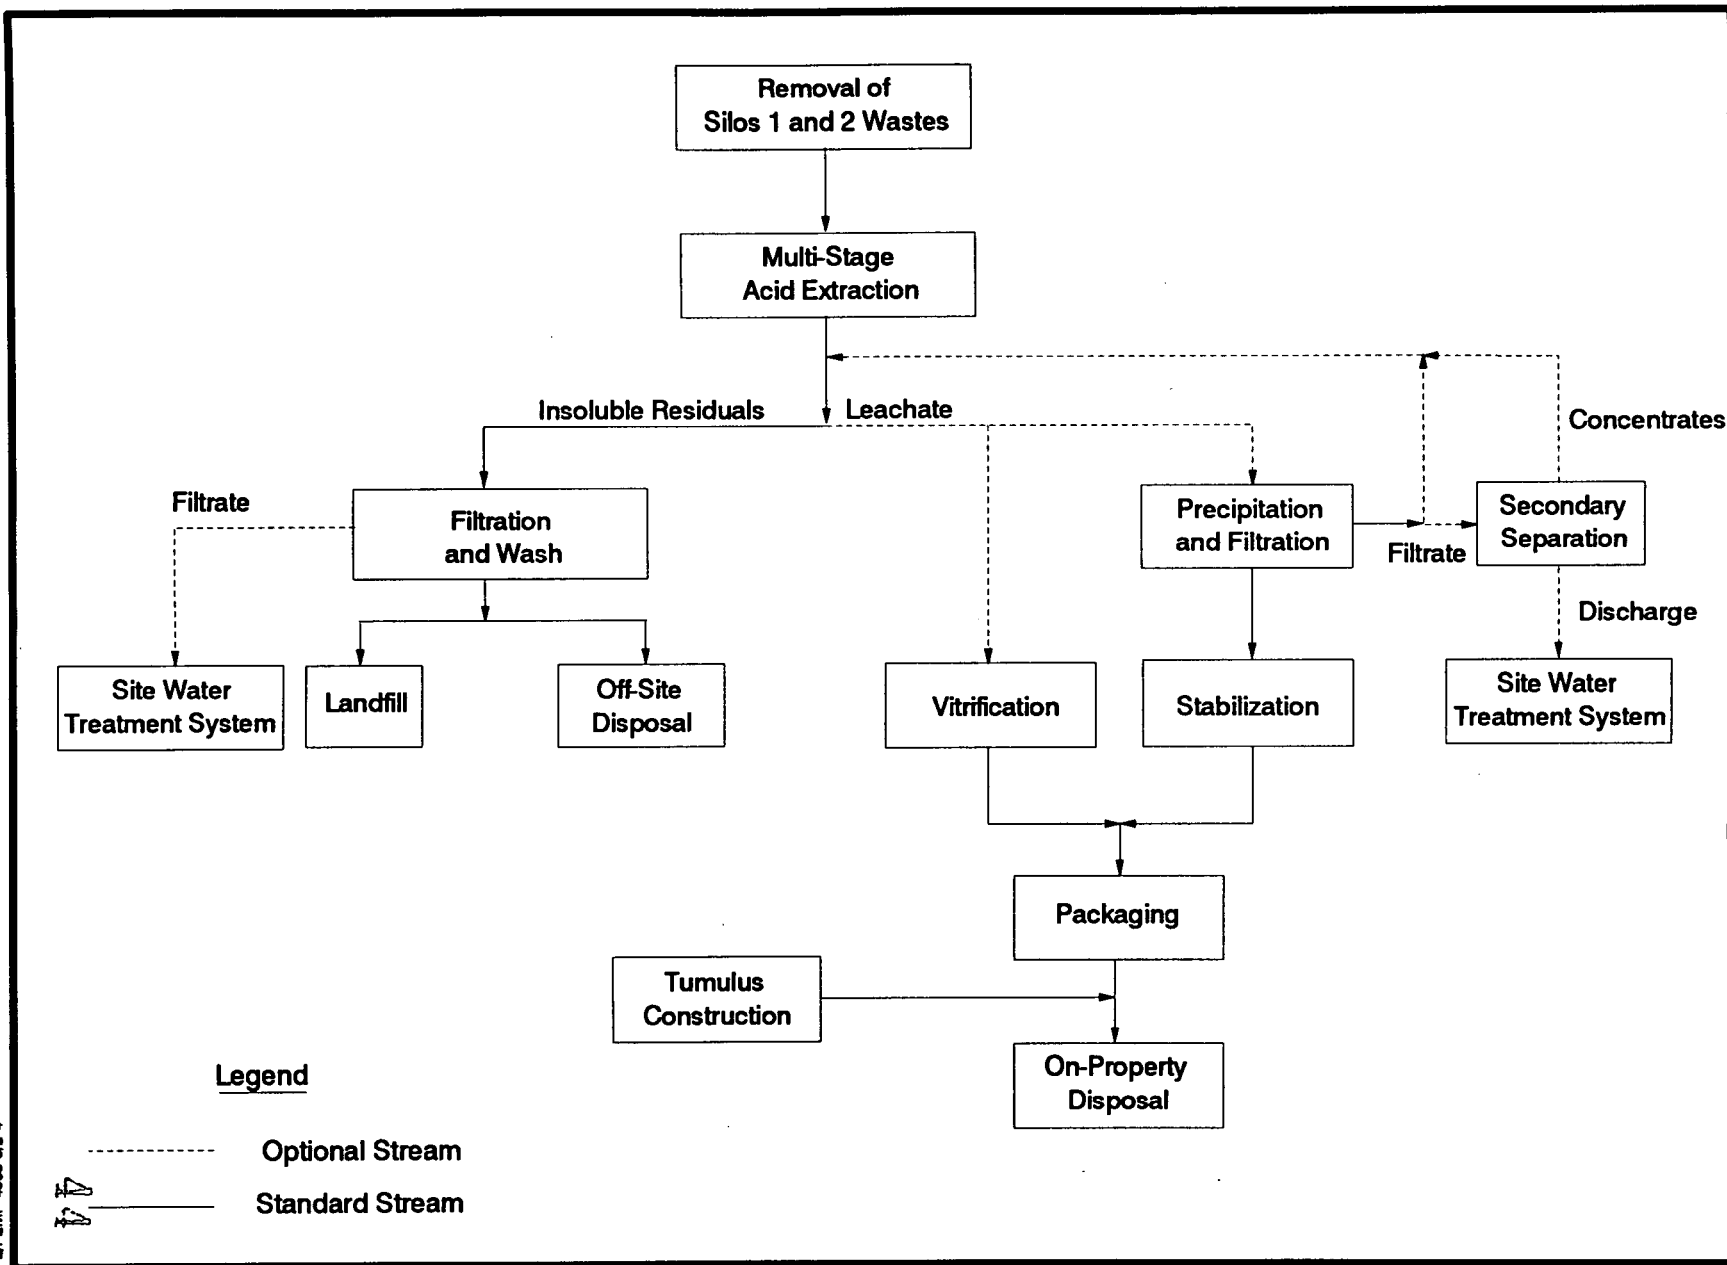 Removal of
Silos 1 and 2 Wastes
Multi-Stage
Acid Extraction
Insoluble Residuals
Leachate
Concentrates
Filtrate
Filtration
and Wash
Precipitation
and Filtration
Filtrate
Secondary
Separation
Discharge
Site Water
Treatment System
Landfill
Off-Site
Disposal
Vitrification
Stabilization
Site Water
Treatment System
Packaging
Tumulus
Construction
On-Property
Disposal
Legend
Optional Stream
Standard Stream